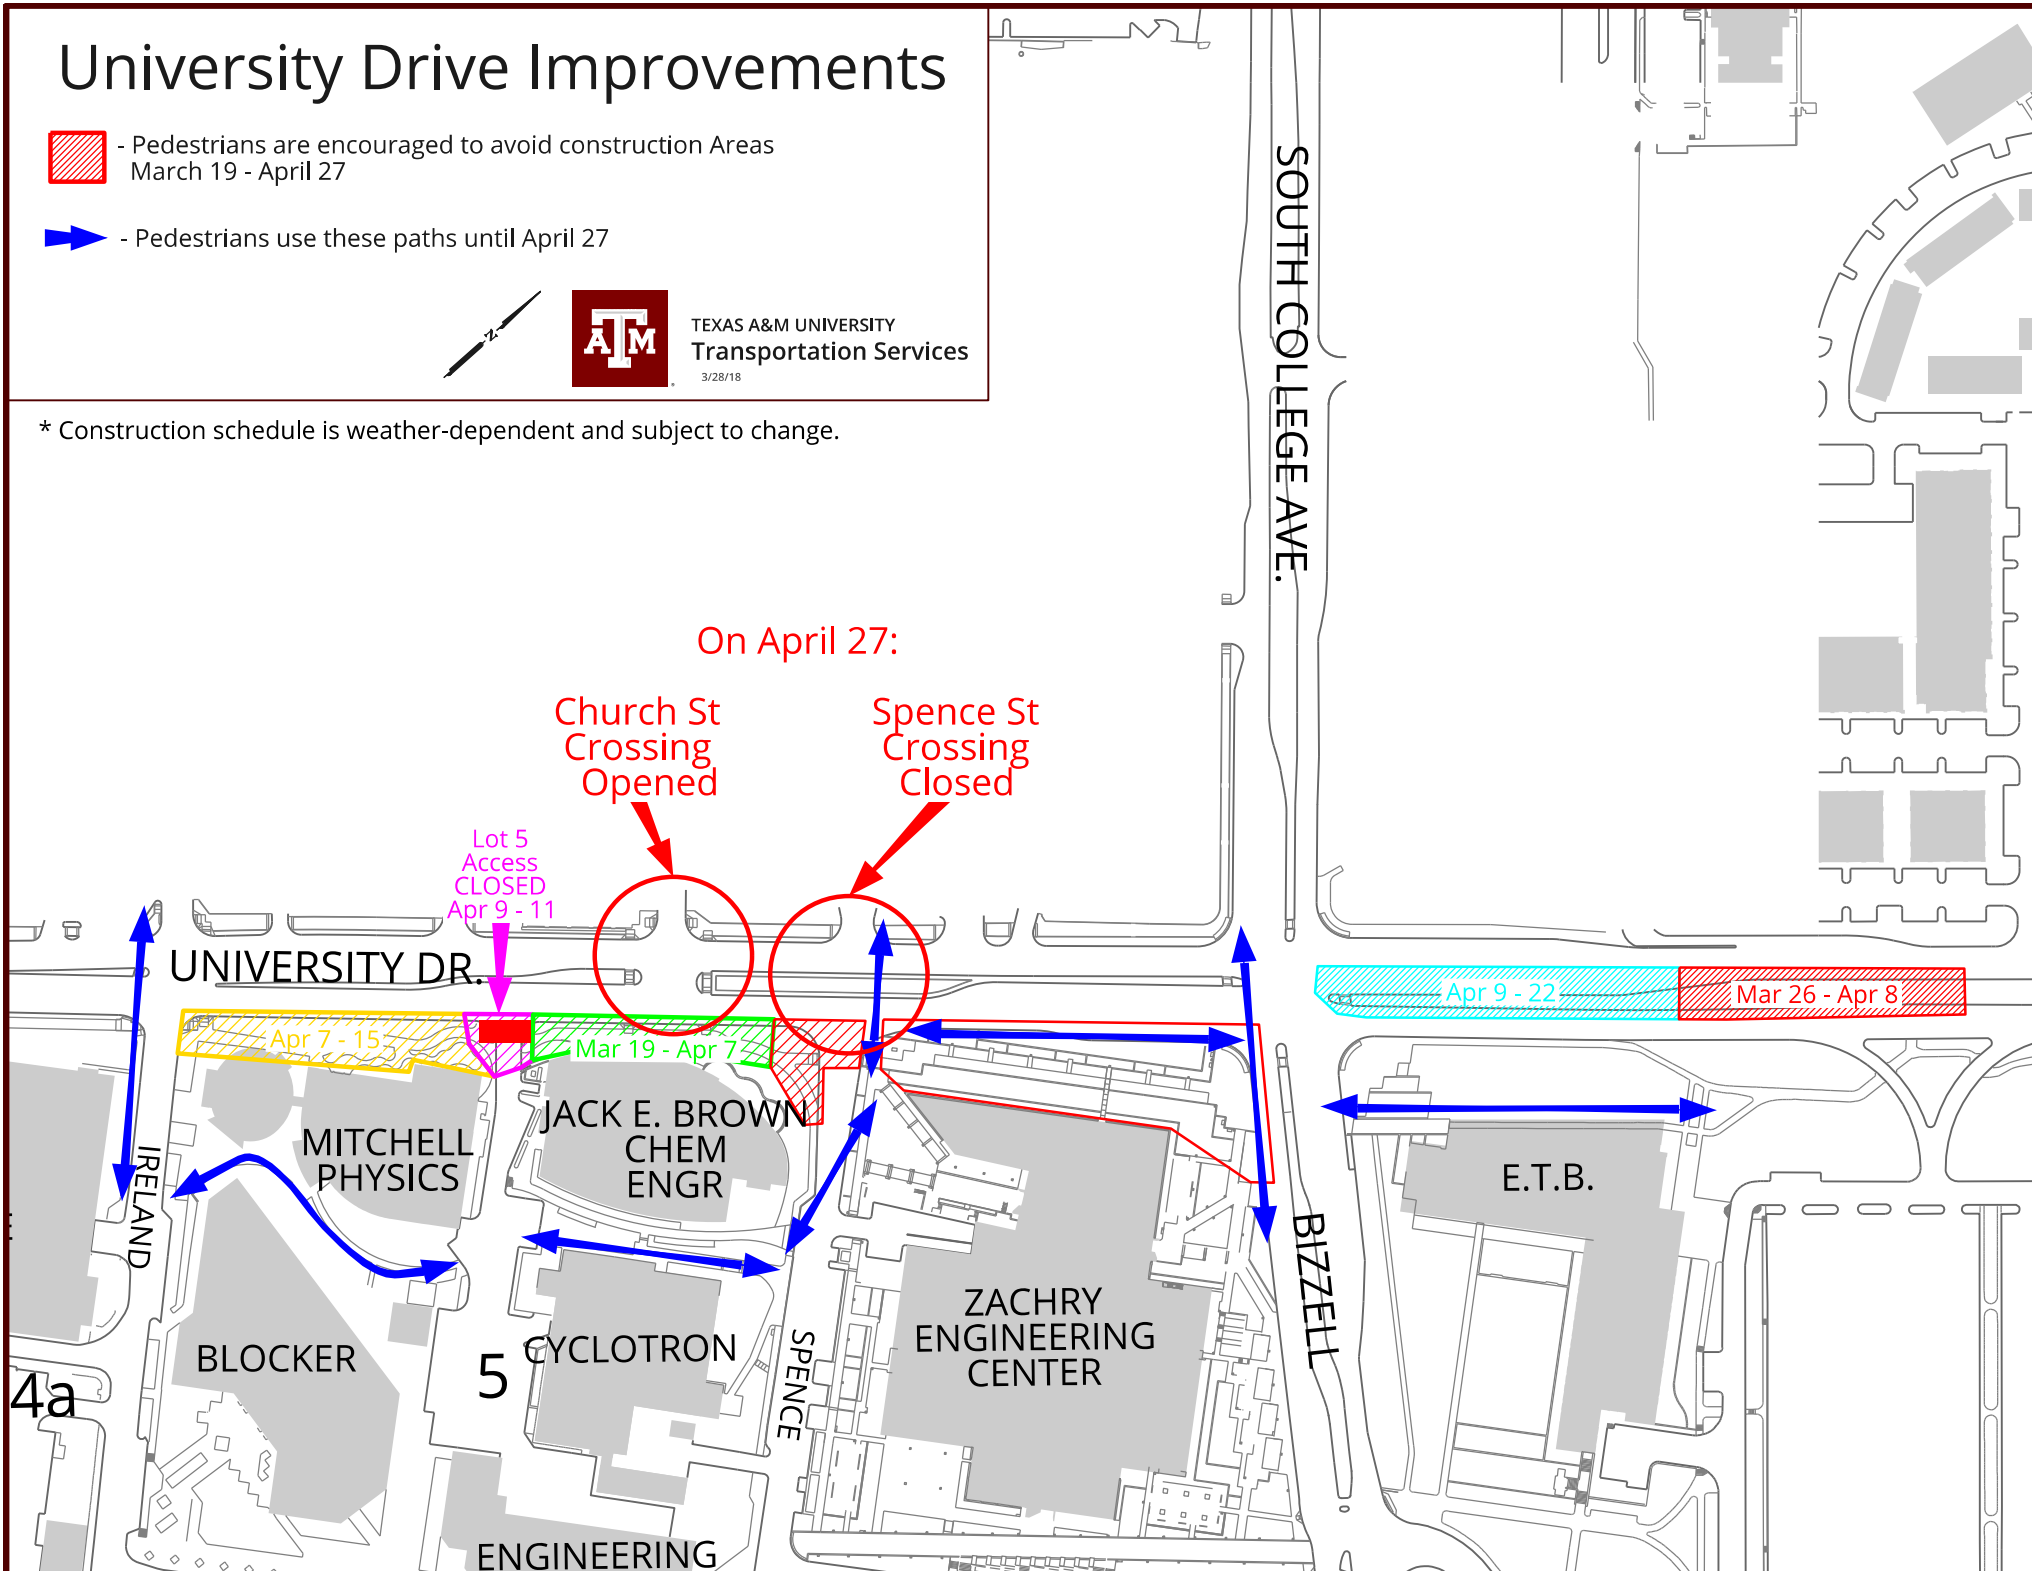 University Drive Improvements
- Pedestrians are encouraged to avoid construction Areas
March 19 - April 27
- Pedestrians use these paths until April 27
N
ATM
TEXAS A&M UNIVERSITY
Transportation Services
3/28/18
* Construction schedule is weather-dependent and subject to change.
SOUTH COLLEGE AVE.
On April 27:
Church St
Crossing
Opened
Spence St
Crossing
Closed
Lot 5
Access
CLOSED
Apr 9 - 11
UNIVERSITY DR.
Apr 7 - 15
Mar 19 - Apr 7
Apr 9 - 22
Mar 26 - Apr 8
MITCHELL
PHYSICS
JACK E. BROWN
CHEM
ENGR
IRELAND
E.T.B.
BIZZELL
BLOCKER
5
CYCLOTRON
SPENCE
ZACHRY
ENGINEERING
CENTER
4a
ENGINEERING